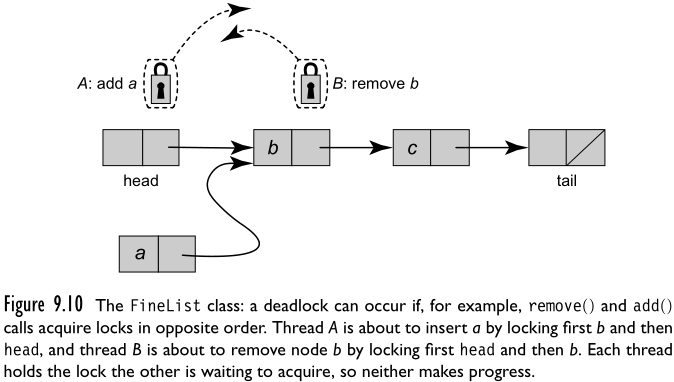 A: add a
B: remove b
b
c
head
tail
a
Figure 9.10 The FineList class: a deadlock can occur if, for example, remove() and add()
calls acquire locks in opposite order. Thread A is about to insert a by locking first b and then
head, and thread B is about to remove node b by locking first head and then b. Each thread
holds the lock the other is waiting to acquire, so neither makes progress.